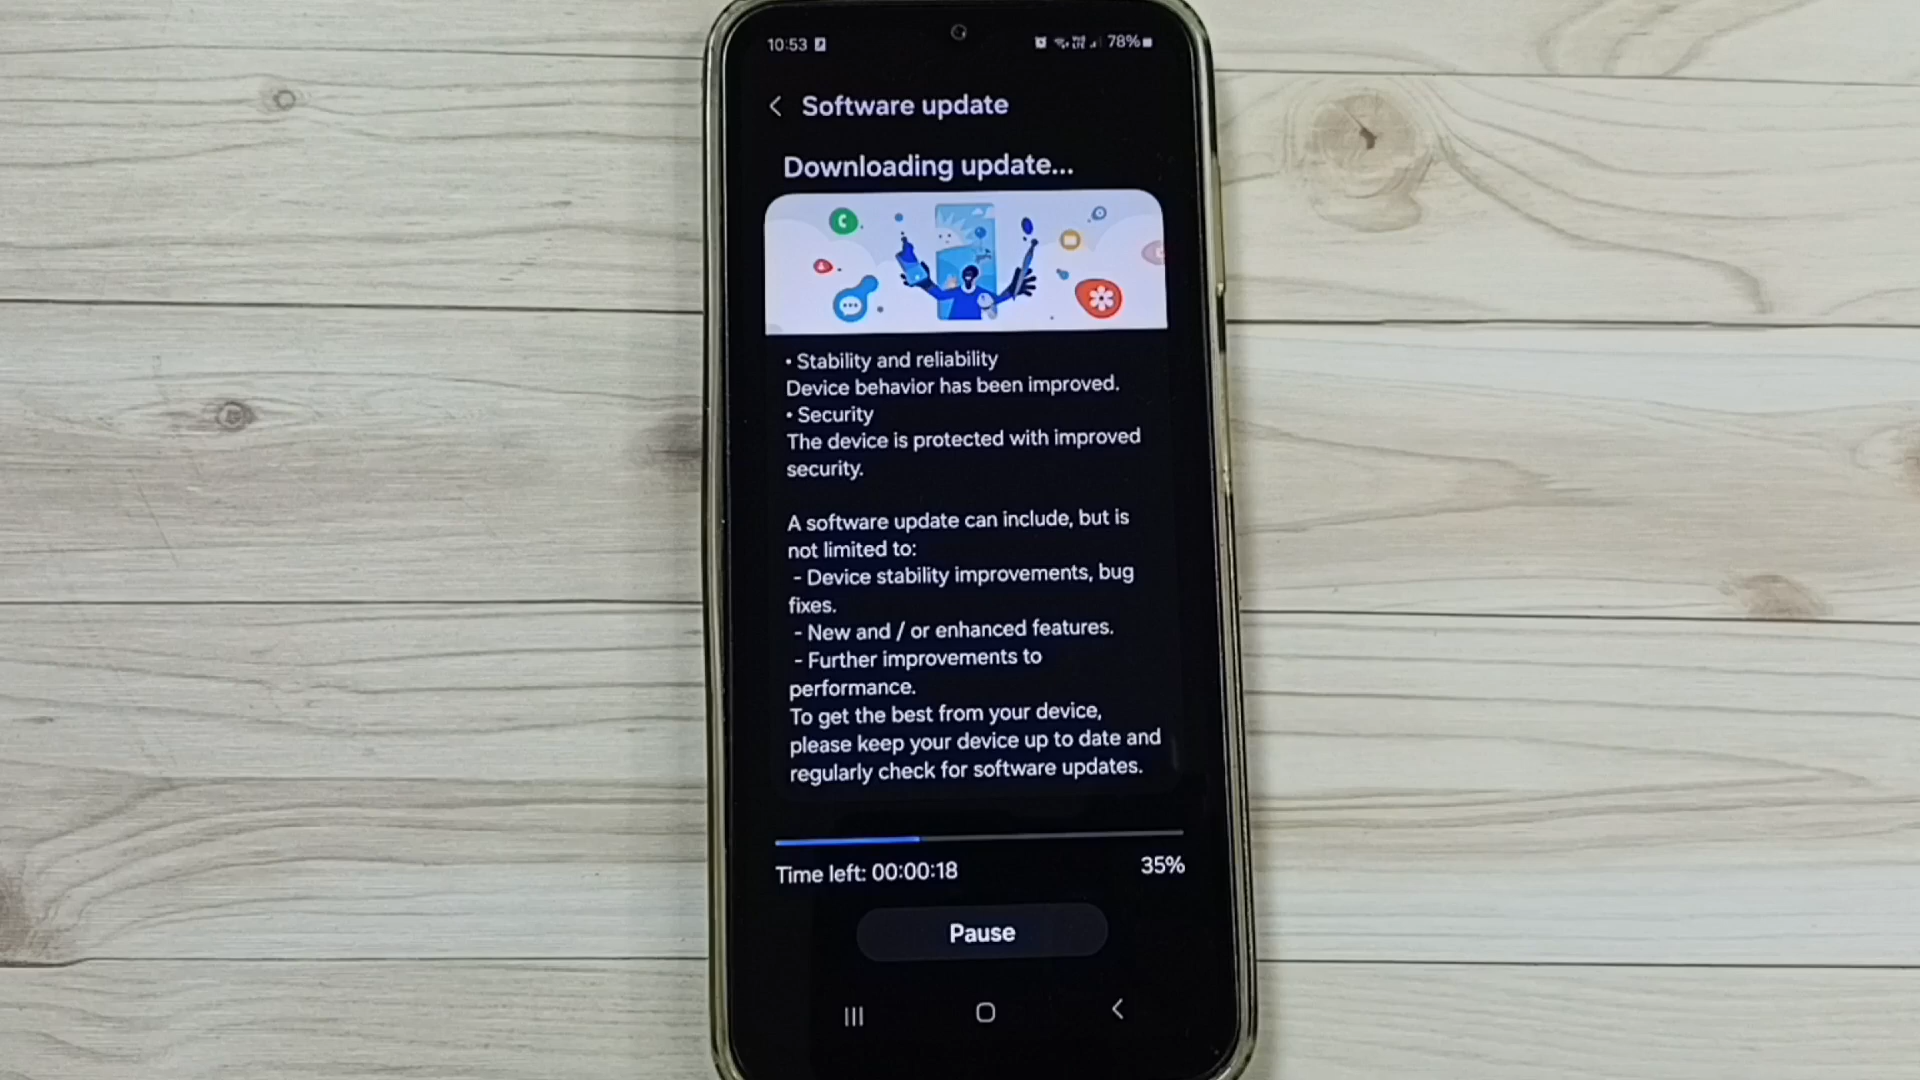 10:53 78%
Software update
Downloading update...
• Stability and reliability
Device behavior has been improved.
• Security
The device is protected with improved
security.
A software update can include, but is
not limited to:
- Device stability improvements, bug
fixes.
- New and / or enhanced features.
- Further improvements to
performance.
To get the best from your device,
please keep your device up to date and
regularly check for software updates.
Time left: 00:00:18 35%
Pause